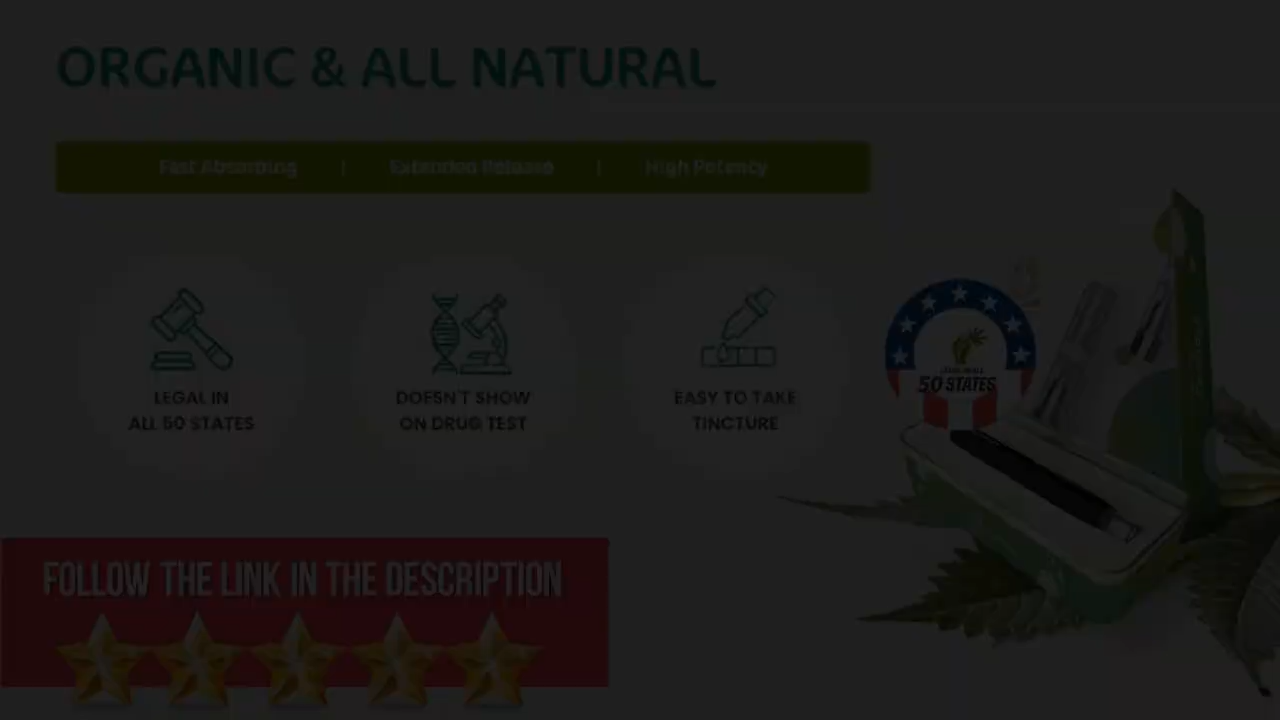 ORGANIC & ALL NATURAL
Fast Absorbing | Extended Release | High Potency
LEGAL IN
ALL 50 STATES
DOESN'T SHOW
ON DRUG TEST
EASY TO TAKE
TINCTURE
50 STATES
FOLLOW THE LINK IN THE DESCRIPTION